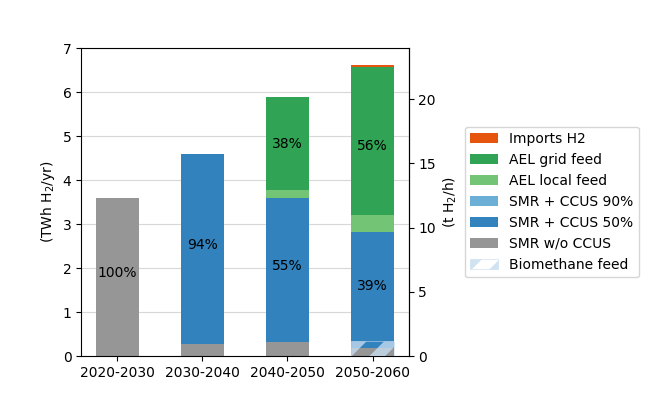 7
6
5
4
3
2
1
0
(TWh H₂/yr)
100%
94%
38%
55%
56%
39%
20
15
10
5
0
(t H₂/h)
2020-2030 2030-2040 2040-2050 2050-2060
Imports H2
AEL grid feed
AEL local feed
SMR + CCUS 90%
SMR + CCUS 50%
SMR w/o CCUS
Biomethane feed